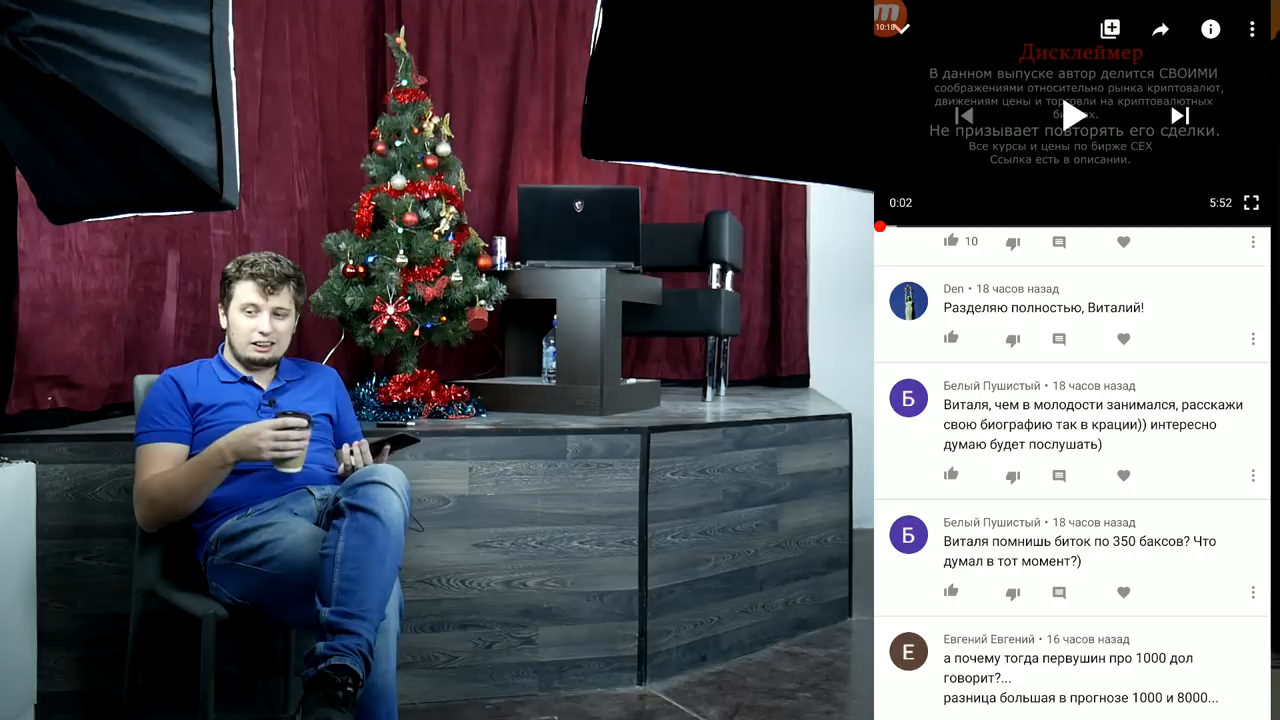 10:18
Дисклеймер
В данном выпуске автор делится СВОИМИ
соображениями относительно рынка криптовалют,
движениям цены и торговли на криптовалютных
Не призывает повторять его сделки.
Все курсы и цены по бирже CEX
Ссылка есть в описании.
0:02
5:52
10
Den • 18 часов назад
Разделяю полностью, Виталий!
Б
Белый Пушистый • 18 часов назад
Виталя, чем в молодости занимался, расскажи
свою биографию так в крации)) интересно
думаю будет послушать)
Б
Белый Пушистый • 18 часов назад
Виталя помнишь биток по 350 баксов? Что
думал в тот момент?)
Е
Евгений Евгений • 16 часов назад
а почему тогда первушин про 1000 дол
говорит?...
разница большая в прогнозе 1000 и 8000...